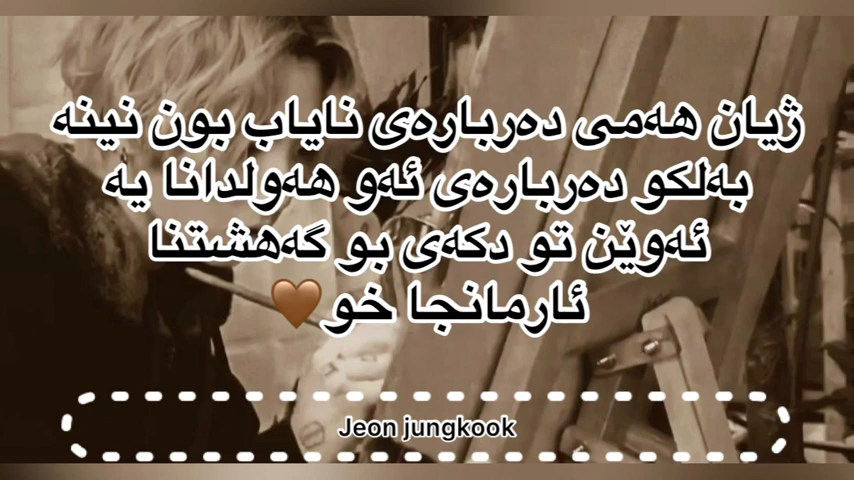 ژیان هەمی دەربارەی نایاب بون نینە
بەلکو دەربارەی ئەو هەولدانا یە
ئەوێن تو دکەی بو گەهشتنا
ئارمانجا خو🤎
Jeon jungkook